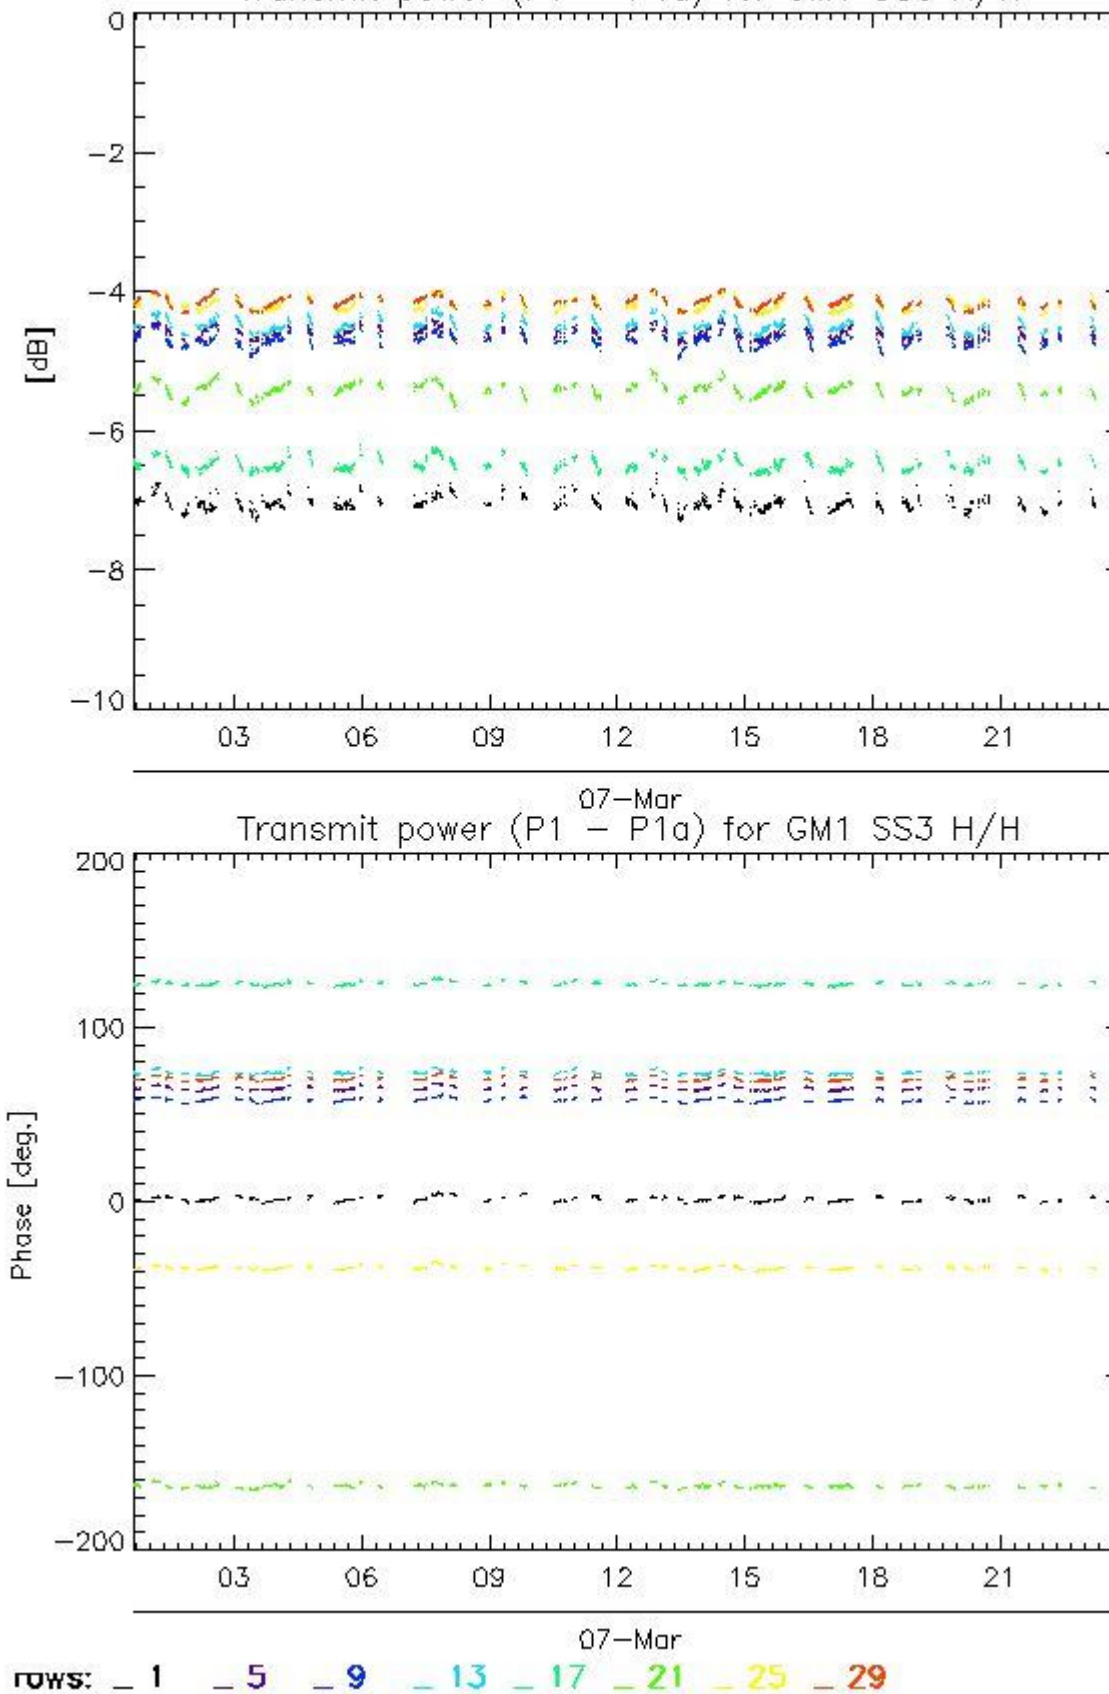 0
−2
−4
−6
−8
−10
[dB]
03 06 09 12 15 18 21
07−Mar
Transmit power (P1 − P1a) for GM1 SS3 H/H
200
100
0
−100
−200
Phase [deg.]
03 06 09 12 15 18 21
07−Mar
rows: _ 1 _ 5 _ 9 _ 13 _ 17 _ 21 _ 25 _ 29